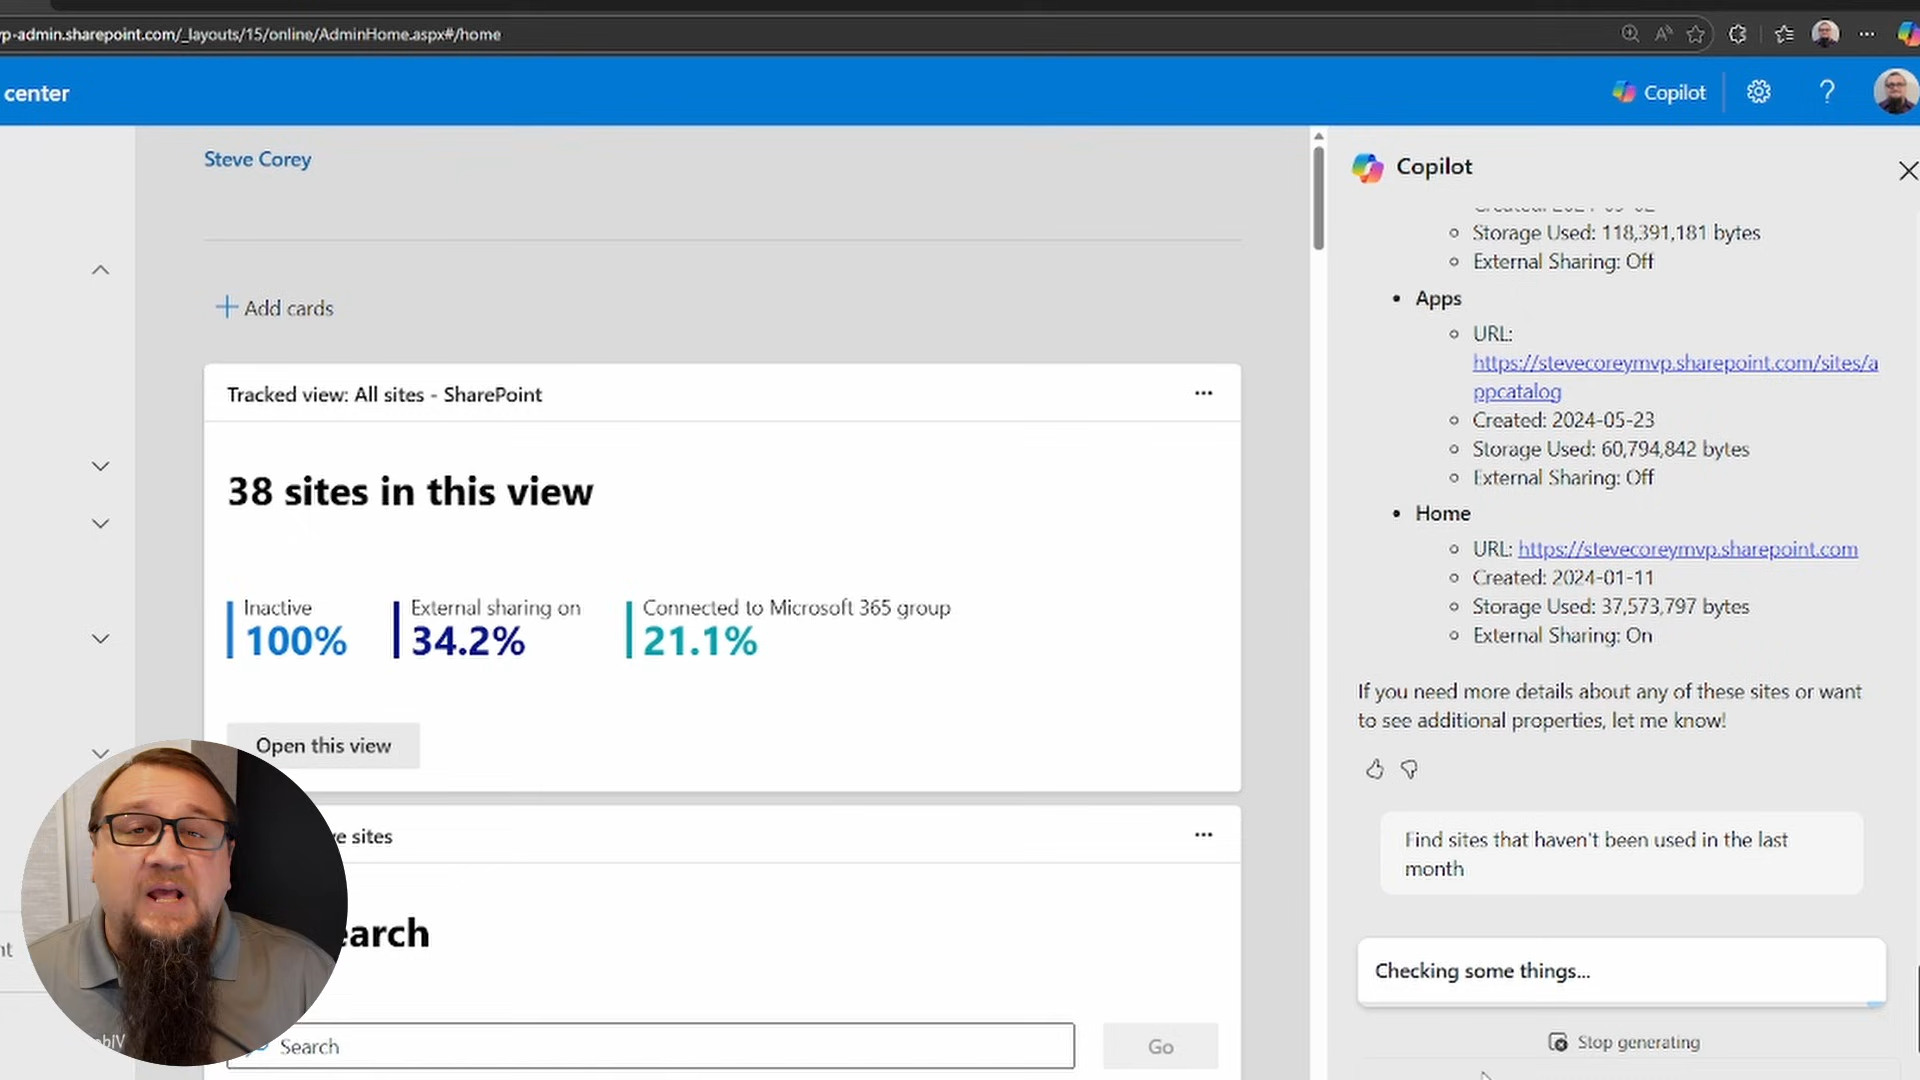 p-admin.sharepoint.com/_layouts/15/online/AdminHome.aspx#/home
center
Copilot
Steve Corey
Add cards
Tracked view: All sites - SharePoint
38 sites in this view
Inactive
100%
External sharing on
34.2%
Connected to Microsoft 365 group
21.1%
Open this view
e sites
earch
Search
Go
Copilot
Storage Used: 118,391,181 bytes
External Sharing: Off
Apps
URL:
https://stevecoreymvp.sharepoint.com/sites/a
ppcatalog
Created: 2024-05-23
Storage Used: 60,794,842 bytes
External Sharing: Off
Home
URL: https://stevecoreymvp.sharepoint.com
Created: 2024-01-11
Storage Used: 37,573,797 bytes
External Sharing: On
If you need more details about any of these sites or want
to see additional properties, let me know!
Find sites that haven't been used in the last
month
Checking some things...
Stop generating